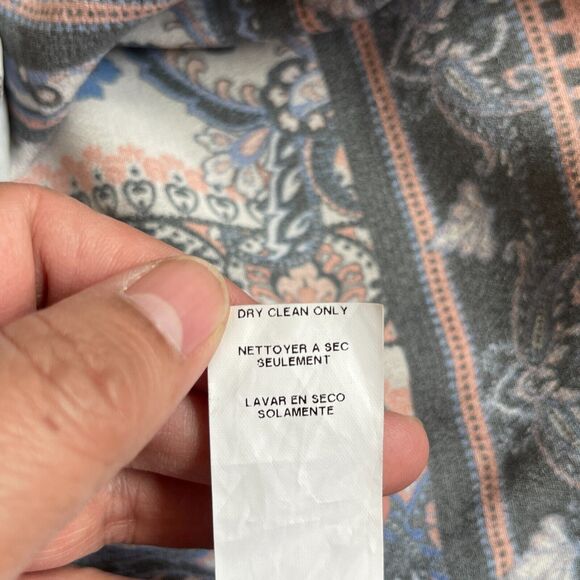 DRY CLEAN ONLY
NETTOYER A SEC
SEULEMENT
LAVAR EN SECO
SOLAMENTE